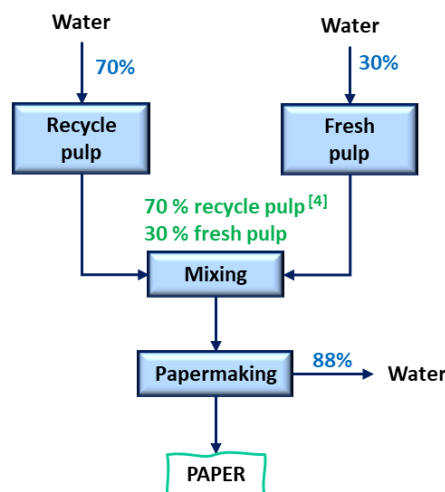 Water
Water
70%
30%
Recycle
pulp
Fresh
pulp
70 % recycle pulp [4]
30 % fresh pulp
Mixing
Papermaking
88%
Water
PAPER